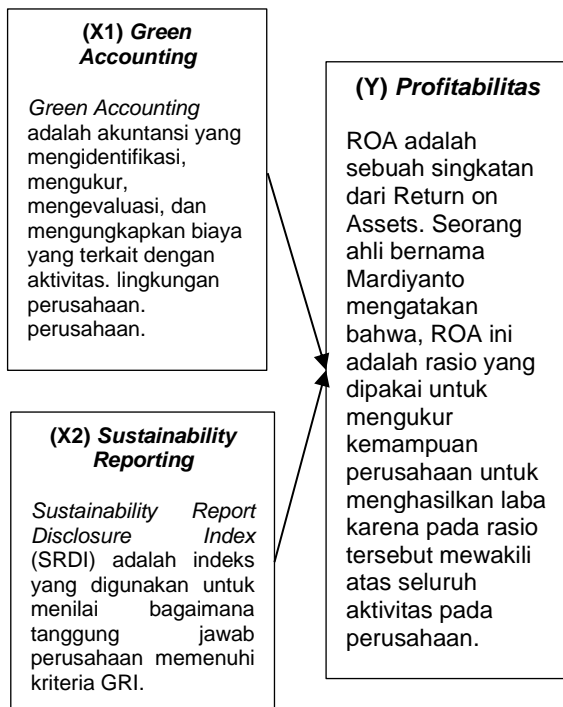 (X1) Green
Accounting
Green Accounting
adalah akuntansi yang
mengidentifikasi,
mengukur,
mengevaluasi, dan
mengungkapkan biaya
yang terkait dengan
aktivitas. lingkungan
perusahaan.
perusahaan.
(X2) Sustainability
Reporting
Sustainability Report
Disclosure Index
(SRDI) adalah indeks
yang digunakan untuk
menilai bagaimana
tanggung jawab
perusahaan memenuhi
kriteria GRI.
(Y) Profitabilitas
ROA adalah
sebuah singkatan
dari Return on
Assets. Seorang
ahli bernama
Mardiyanto
mengatakan
bahwa, ROA ini
adalah rasio yang
dipakai untuk
mengukur
kemampuan
perusahaan untuk
menghasilkan laba
karena pada rasio
tersebut mewakili
atas seluruh
aktivitas pada
perusahaan.